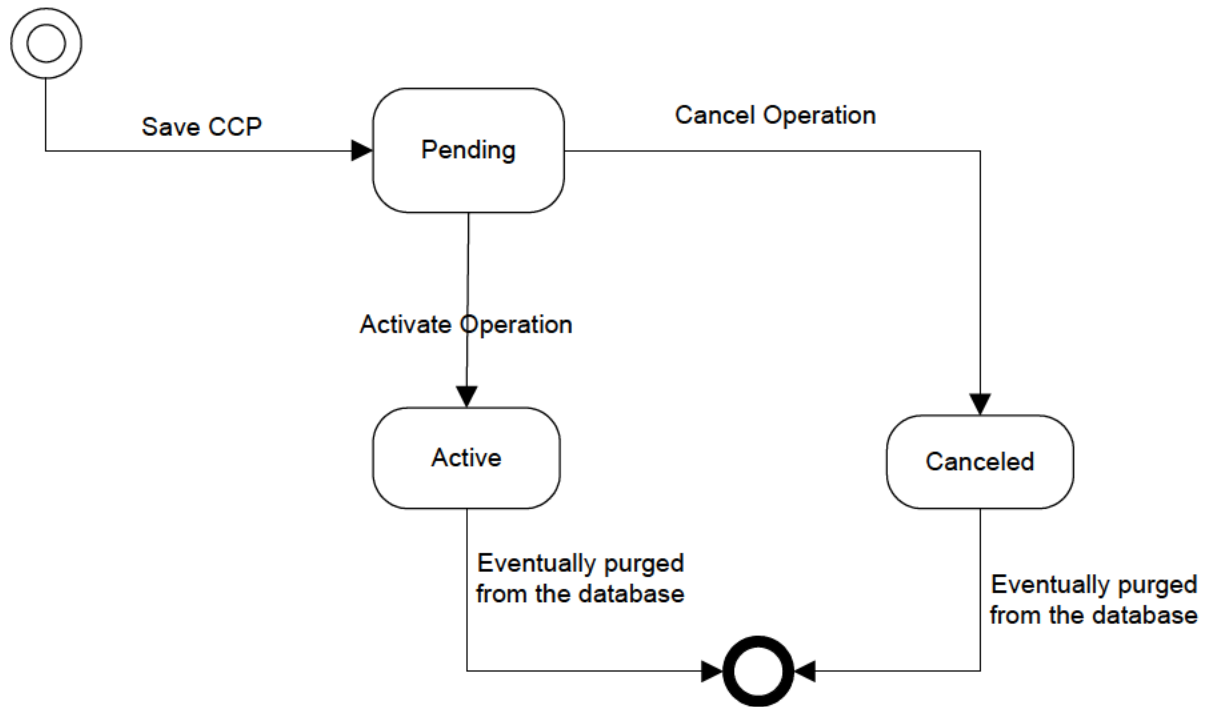 Save CCP
Pending
Cancel Operation
Activate Operation
Active
Canceled
Eventually purged
from the database
Eventually purged
from the database